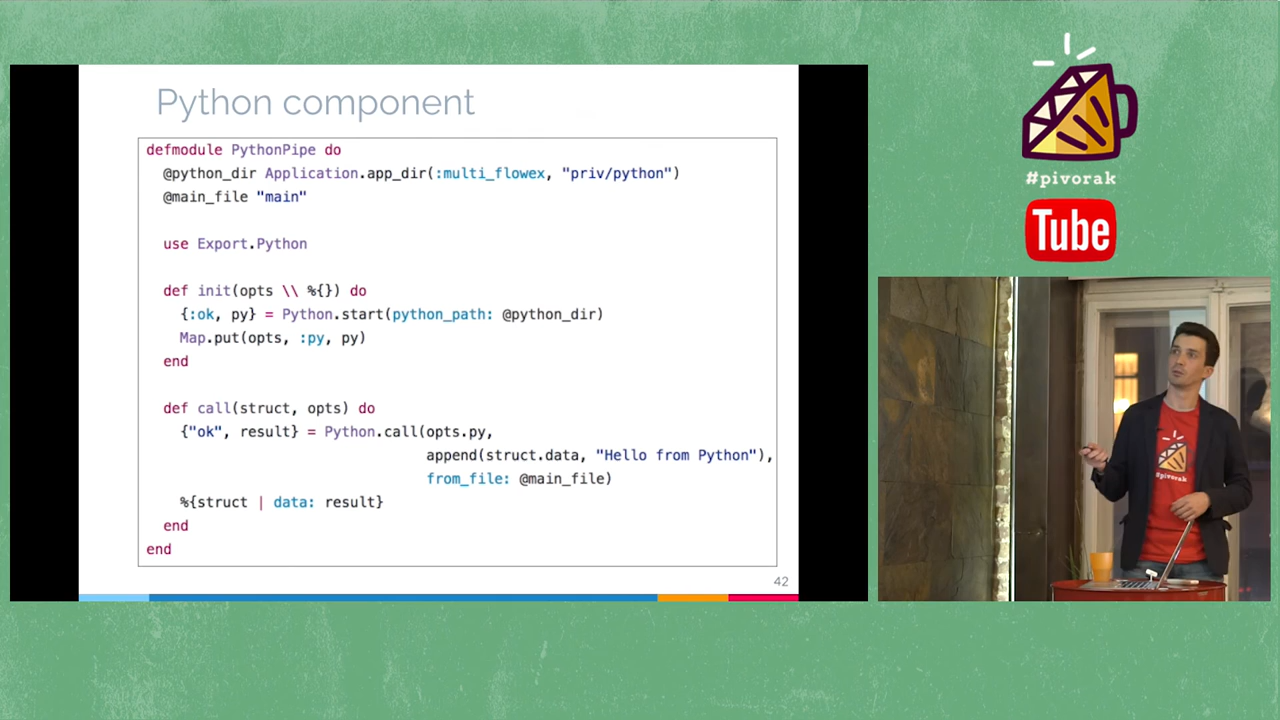 Python component
defmodule PythonPipe do
@python_dir Application.app_dir(:multi_flowex, "priv/python")
@main_file "main"
use Export.Python
def init(opts \\ %{}) do
{:ok, py} = Python.start(python_path: @python_dir)
Map.put(opts, :py, py)
end
def call(struct, opts) do
{"ok", result} = Python.call(opts.py,
append(struct.data, "Hello from Python"),
from_file: @main_file)
%{struct | data: result}
end
end
42
#pivorak
Tube
#pivorak